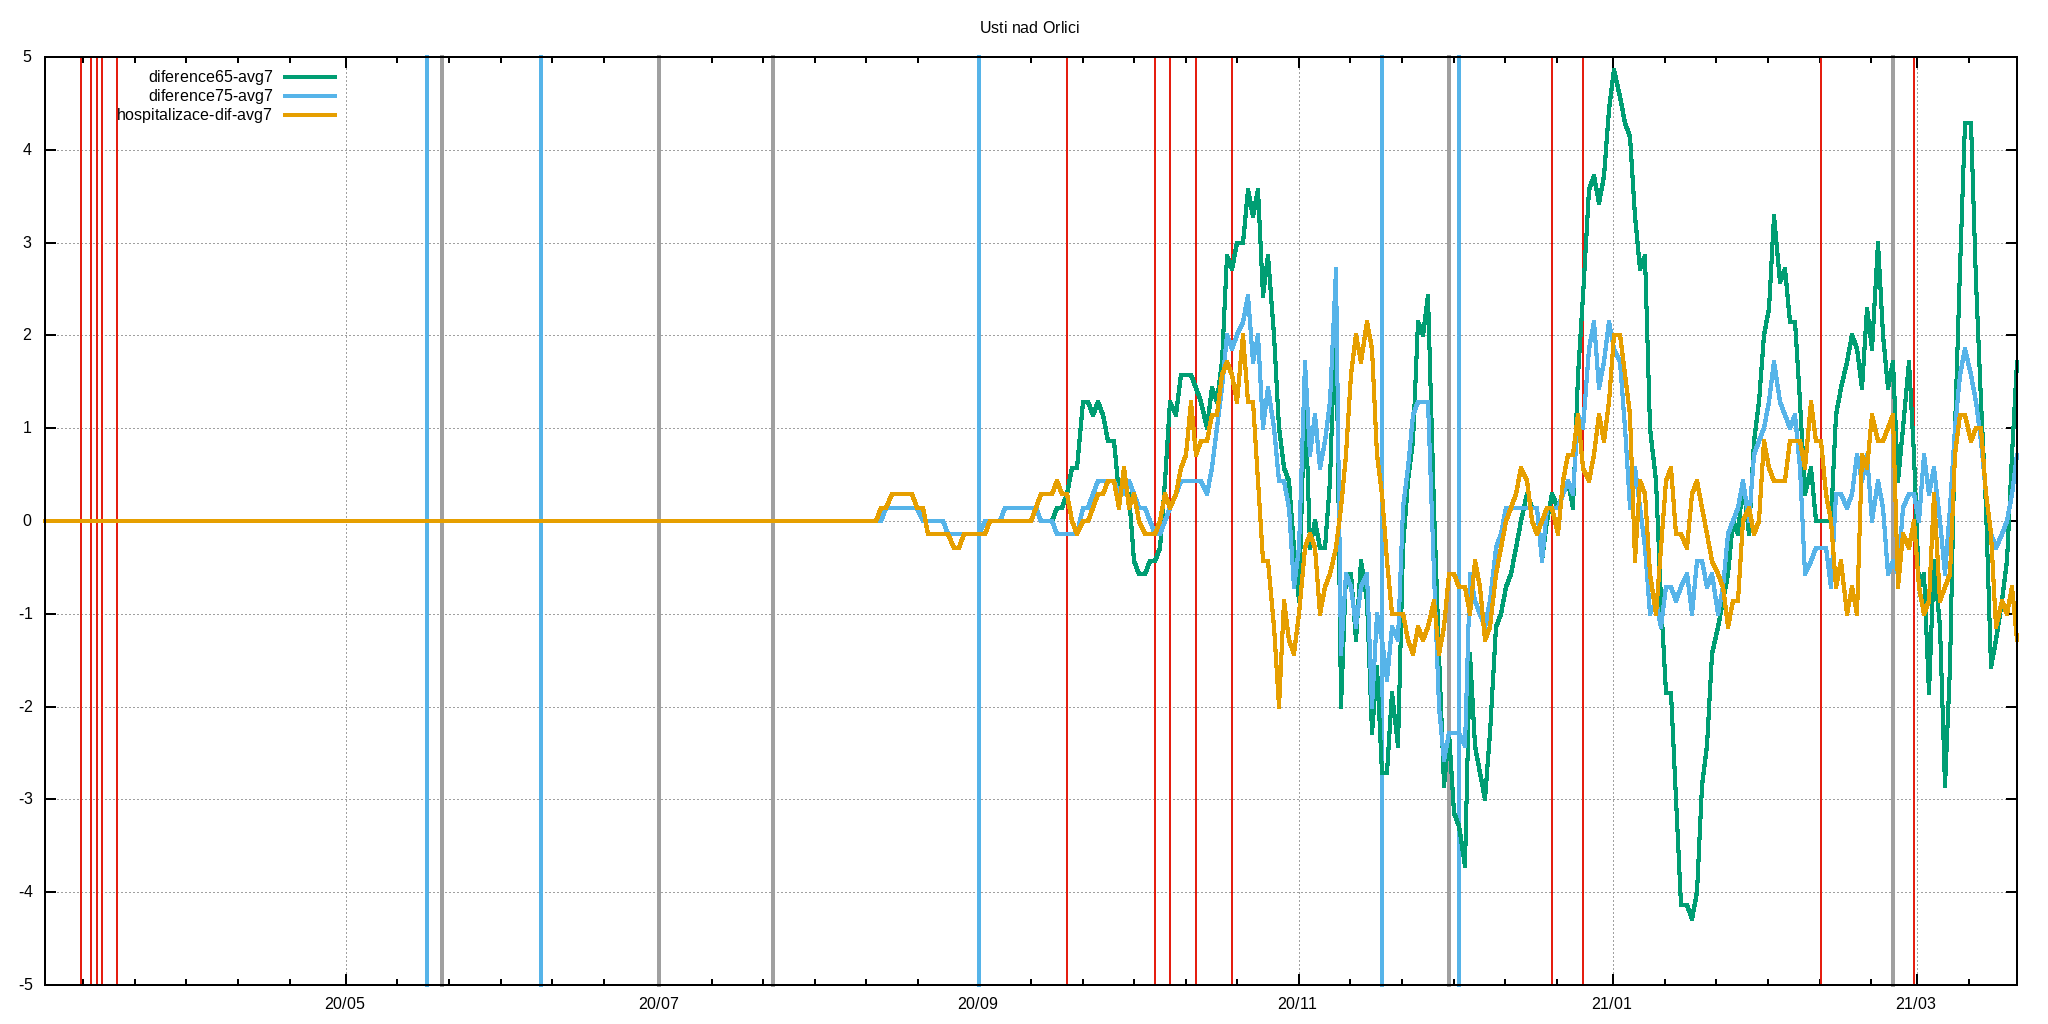 Usti nad Orlici
diference65-avg7
diference75-avg7
hospitalizace-dif-avg7
5
4
3
2
1
0
-1
-2
-3
-4
-5
20/05 20/07 20/09 20/11 21/01 21/03